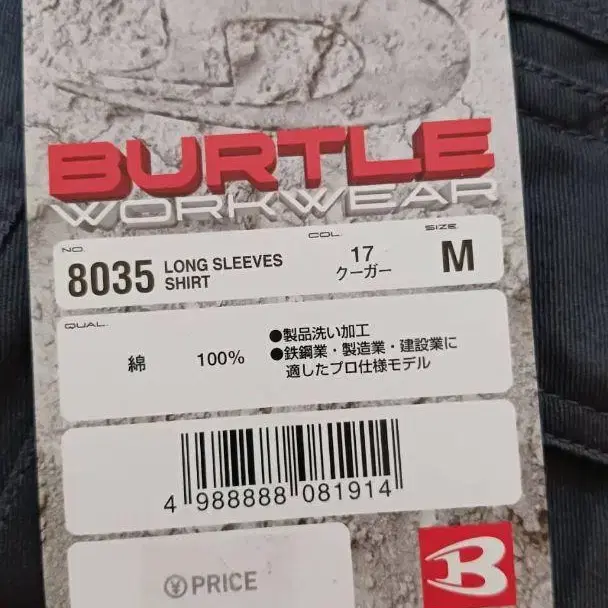 BURTLE
WORKWEAR
NO. COL. SIZE
8035 LONG SLEEVES SHIRT 17 クーガー M
QUAL.
綿 100%
●製品洗い加工
●鉄鋼業・製造業・建設業に
適したプロ仕様モデル
4 988888 081914
¥ PRICE
B